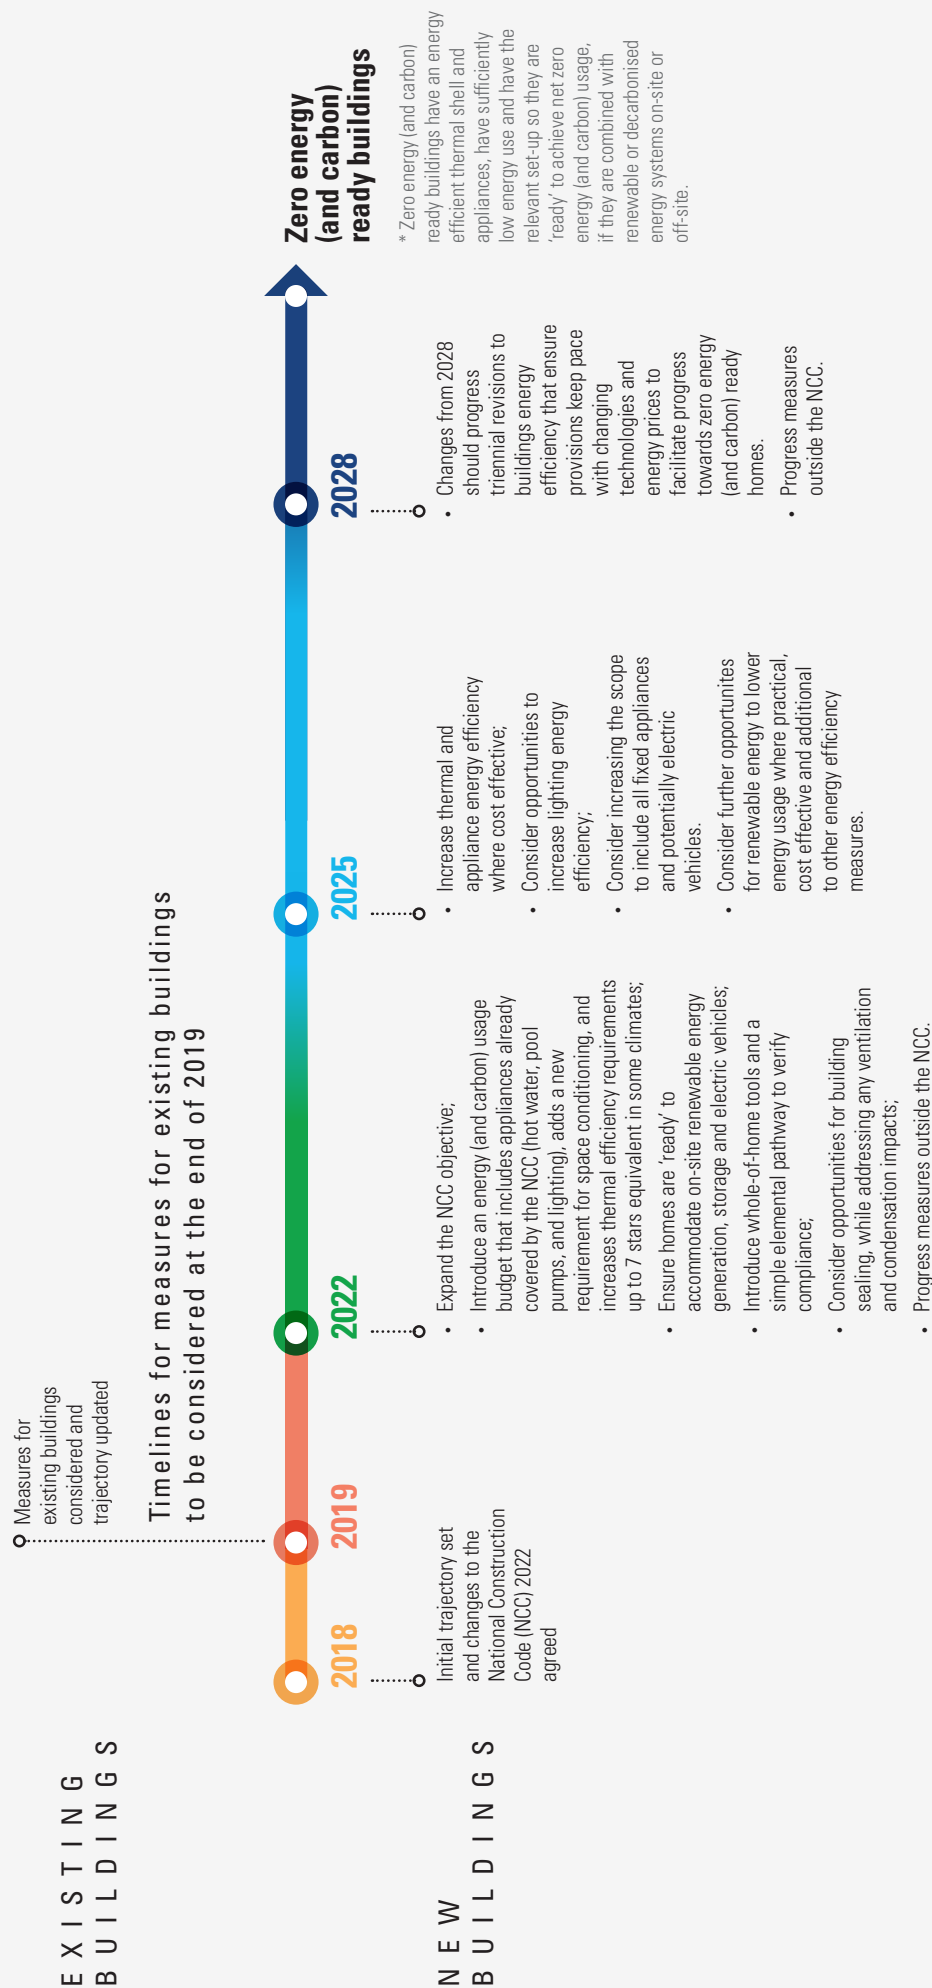 EXISTING
BUILDINGS
Measures for
existing buildings
considered and
trajectory updated
Timelines for measures for existing buildings
to be considered at the end of 2019
2018
2019
2022
2025
2028
Zero energy
(and carbon)
ready buildings
* Zero energy (and carbon)
ready buildings have an energy
efficient thermal shell and
appliances, have sufficiently
low energy use and have the
relevant set-up so they are
‘ready’ to achieve net zero
energy (and carbon) usage,
if they are combined with
renewable or decarbonised
energy systems on-site or
off-site.
NEW
BUILDINGS
Initial trajectory set
and changes to the
National Construction
Code (NCC) 2022
agreed
• Expand the NCC objective;
• Introduce an energy (and carbon) usage
budget that includes appliances already
covered by the NCC (hot water, pool
pumps, and lighting), adds a new
requirement for space conditioning, and
increases thermal efficiency requirements
up to 7 stars equivalent in some climates;
• Ensure homes are ‘ready’ to
accommodate on-site renewable energy
generation, storage and electric vehicles;
• Introduce whole-of-home tools and a
simple elemental pathway to verify
compliance;
• Consider opportunities for building
sealing, while addressing any ventilation
and condensation impacts;
• Progress measures outside the NCC.
• Increase thermal and
appliance energy efficiency
where cost effective;
• Consider opportunities to
increase lighting energy
efficiency;
• Consider increasing the scope
to include all fixed appliances
and potentially electric
vehicles.
• Consider further opportunites
for renewable energy to lower
energy usage where practical,
cost effective and additional
to other energy efficiency
measures.
• Changes from 2028
should progress
triennial revisions to
buildings energy
efficiency that ensure
provisions keep pace
with changing
technologies and
energy prices to
facilitate progress
towards zero energy
(and carbon) ready
homes.
• Progress measures
outside the NCC.